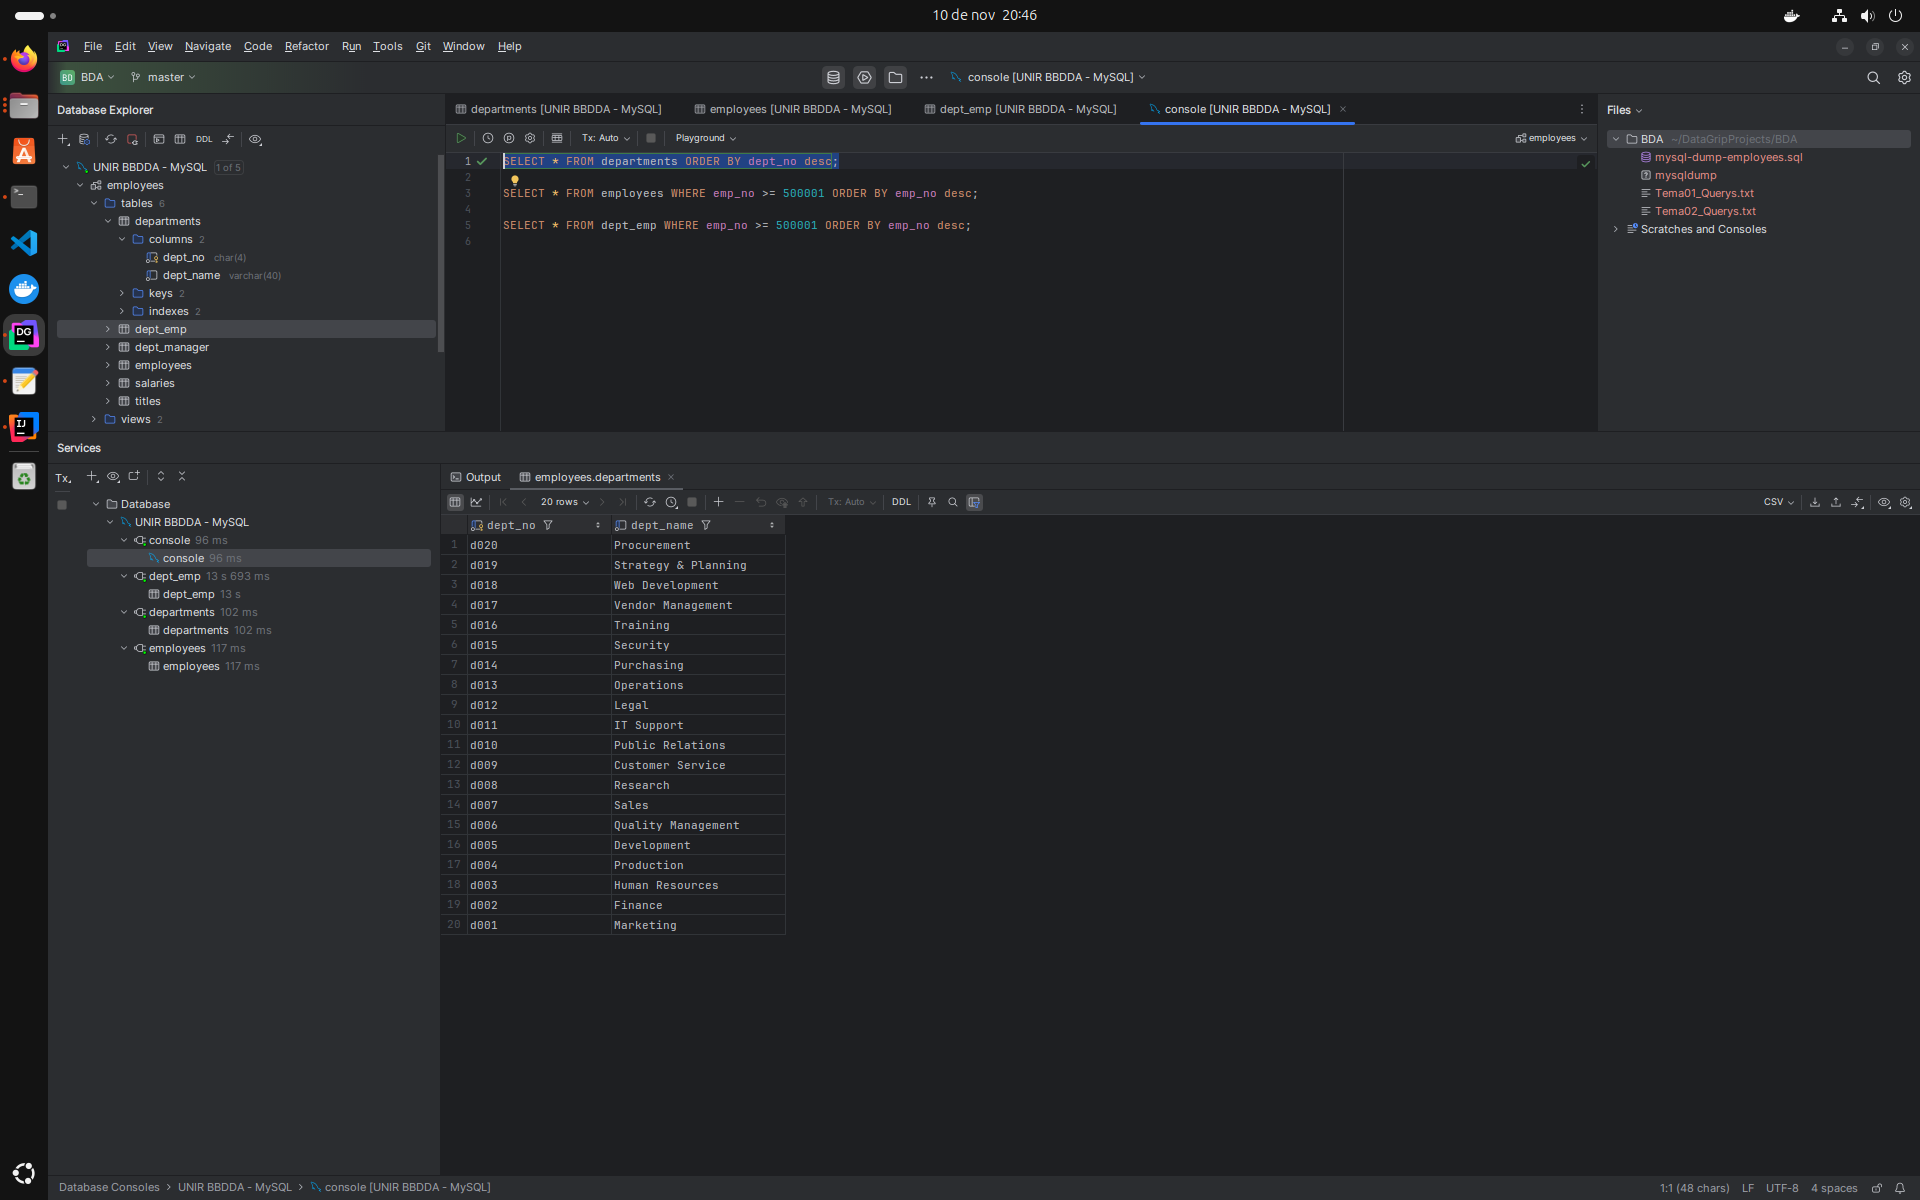 10 de nov 20:46
File Edit View Navigate Code Refactor Run Tools Git Window Help
BD BDA master console [UNIR BBDDA - MySQL]
Database Explorer
DDL
UNIR BBDDA - MySQL 1 of 5
employees
tables 6
departments
columns 2
dept_no char(4)
dept_name varchar(40)
keys 2
indexes 2
dept_emp
dept_manager
employees
salaries
titles
views 2
departments [UNIR BBDDA - MySQL] employees [UNIR BBDDA - MySQL] dept_emp [UNIR BBDDA - MySQL] console [UNIR BBDDA - MySQL]
Tx: Auto Playground employees
1 SELECT * FROM departments ORDER BY dept_no desc;
2
3 SELECT * FROM employees WHERE emp_no >= 500001 ORDER BY emp_no desc;
4
5 SELECT * FROM dept_emp WHERE emp_no >= 500001 ORDER BY emp_no desc;
6
Files
BDA ~/DataGripProjects/BDA
mysql-dump-employees.sql
mysqldump
Tema01_Querys.txt
Tema02_Querys.txt
Scratches and Consoles
Services
Tx
Database
UNIR BBDDA - MySQL
console 96 ms
console 96 ms
dept_emp 13 s 693 ms
dept_emp 13 s
departments 102 ms
departments 102 ms
employees 117 ms
employees 117 ms
Output employees.departments
20 rows Tx: Auto DDL CSV
dept_no dept_name
1 d020 Procurement
2 d019 Strategy & Planning
3 d018 Web Development
4 d017 Vendor Management
5 d016 Training
6 d015 Security
7 d014 Purchasing
8 d013 Operations
9 d012 Legal
10 d011 IT Support
11 d010 Public Relations
12 d009 Customer Service
13 d008 Research
14 d007 Sales
15 d006 Quality Management
16 d005 Development
17 d004 Production
18 d003 Human Resources
19 d002 Finance
20 d001 Marketing
DG
IJ
Database Consoles > UNIR BBDDA - MySQL > console [UNIR BBDDA - MySQL]
1:1 (48 chars) LF UTF-8 4 spaces